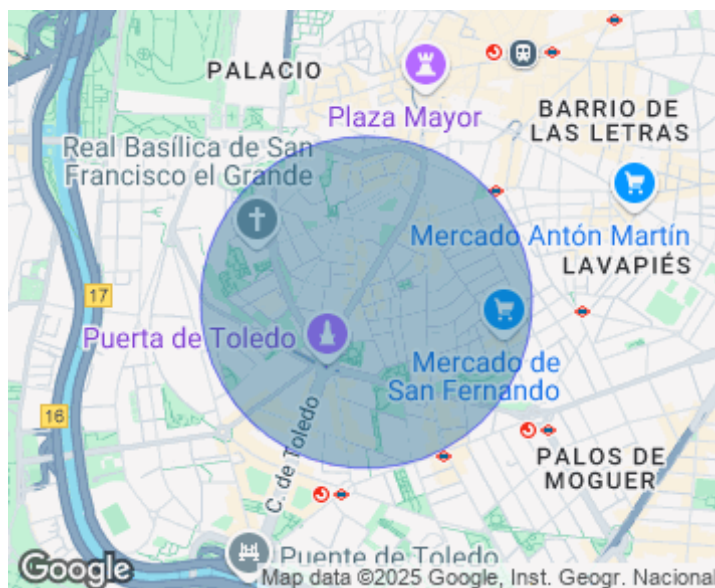 PALACIO
Plaza Mayor
BARRIO DE
LAS LETRAS
Real Basílica de San
Francisco el Grande
Mercado Antón Martín
LAVAPIÉS
17
Puerta de Toledo
Mercado de
San Fernando
16
C. de Toledo
PALOS DE
MOGUER
Puente de Toledo
Google
Map data ©2025 Google, Inst. Geogr. Nacional